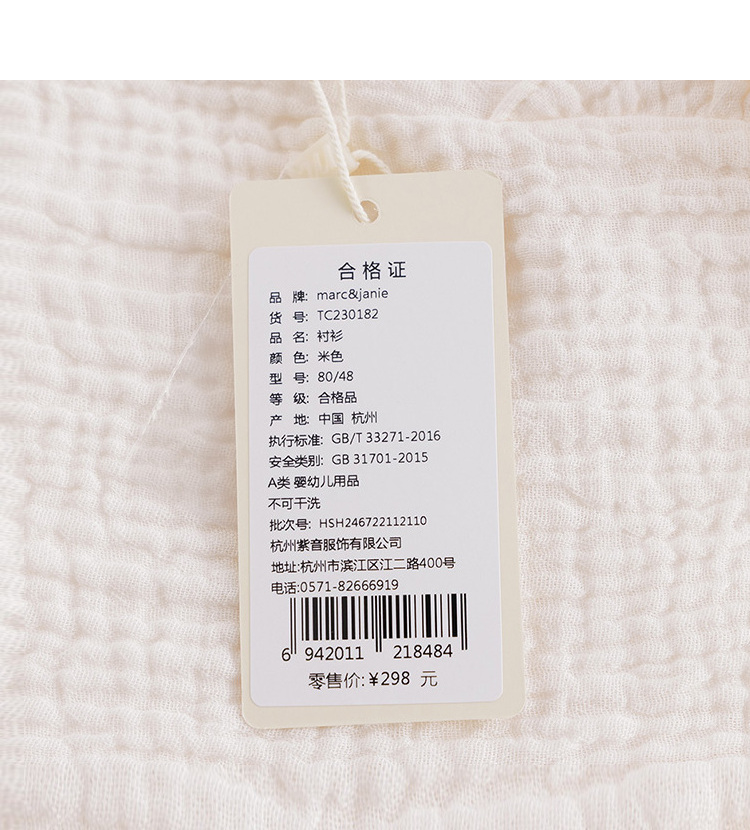 合格证
品 牌: marc&janie
货 号: TC230182
品 名: 衬衫
颜 色: 米色
型 号: 80/48
等 级: 合格品
产 地: 中国 杭州
执行标准: GB/T 33271-2016
安全类别: GB 31701-2015
A类 婴幼儿用品
不可干洗
批次号: HSH246722112110
杭州紫音服饰有限公司
地址:杭州市滨江区江二路400号
电话:0571-82666919
6 942011 218484
零售价:¥298 元